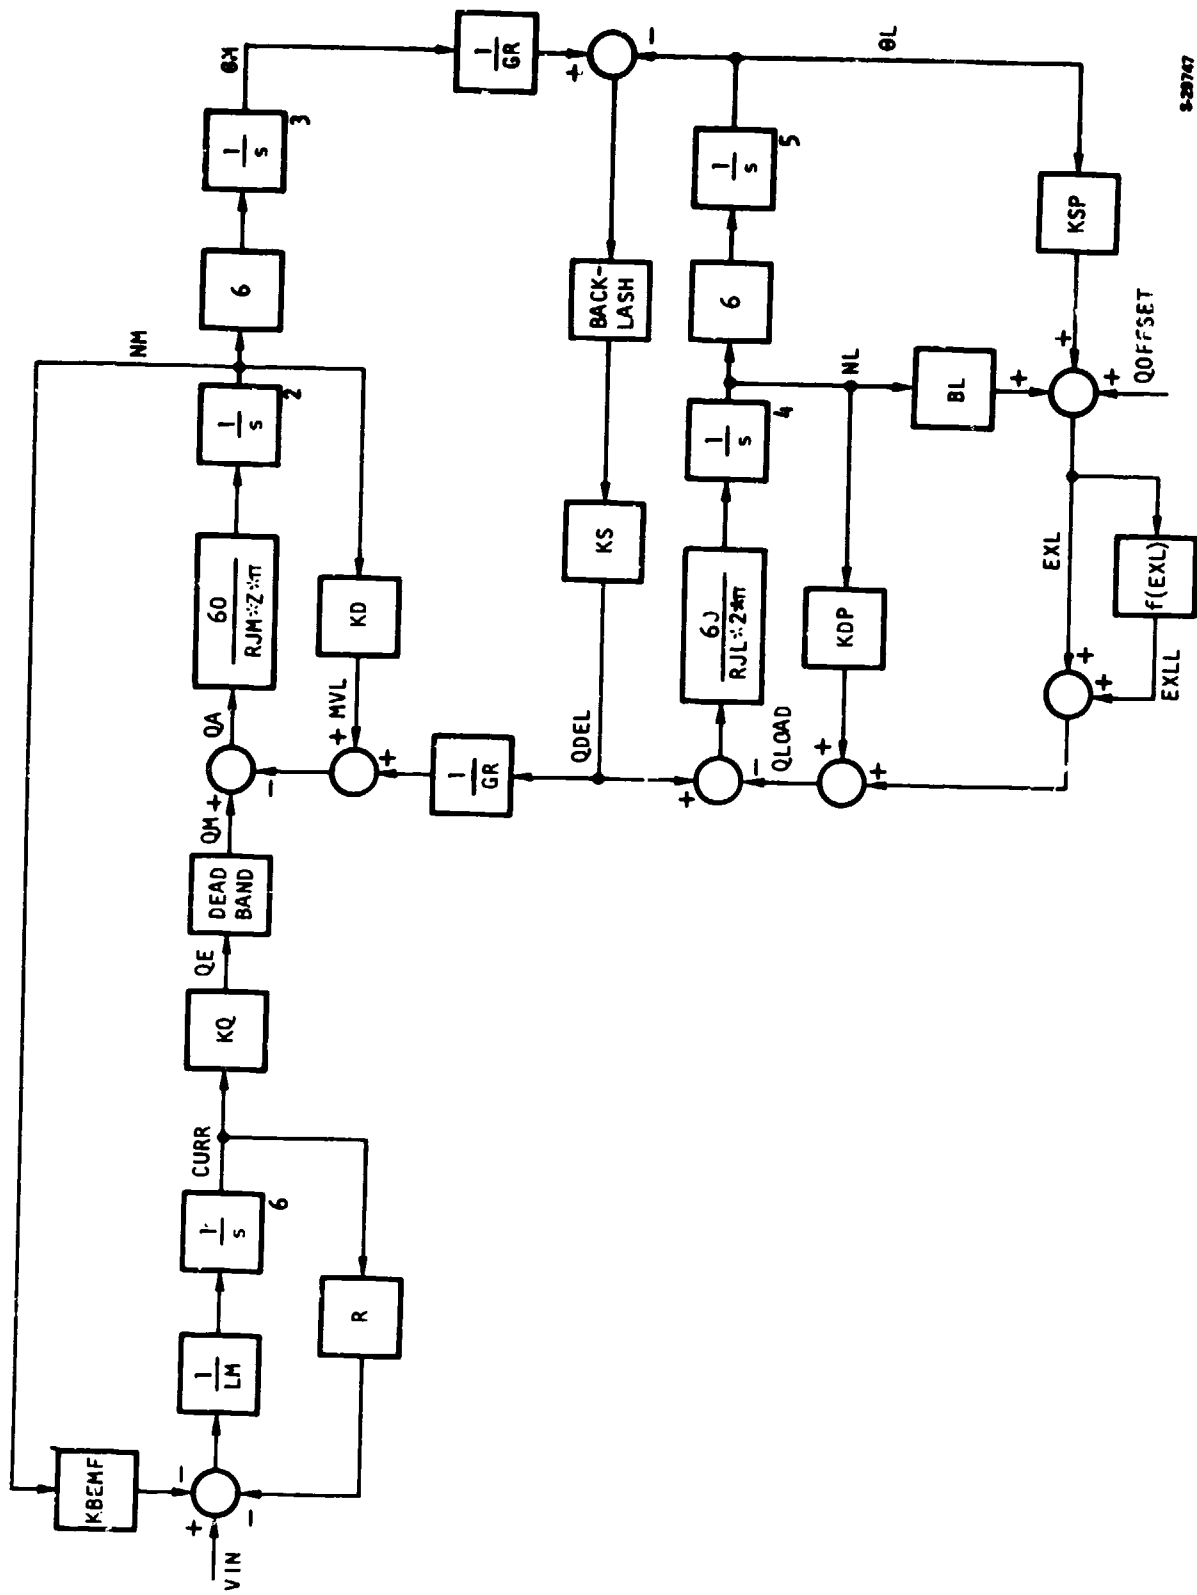 KBEMF
VIN
+
−
−
1
LM
1
s
6
CURR
R
KQ
QE
DEAD
BAND
QM
+
−
QA
60
RJM*2*π
1
s
2
NM
6
1
s
3
θM
KD
MVL
+
+
1
GR
1
GR
+
−
BACK-
LASH
KS
QDEL
+
−
QLOAD
6J
RJL*2*π
1
s
4
6
1
s
5
θL
NL
KDP
+
+
BL
KSP
+
+
+
QOFFSET
EXL
f(EXL)
EXLL
+
+
S-29747